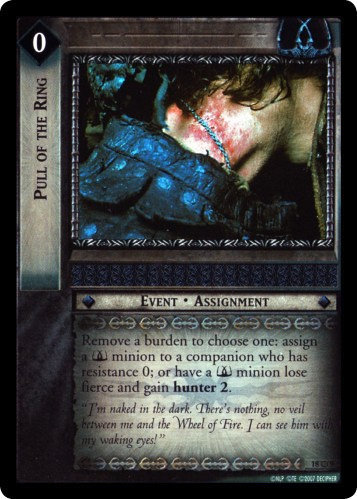 0
PULL OF THE RING
EVENT • ASSIGNMENT
Remove a burden to choose one: assign
a minion to a companion who has
resistance 0; or have a minion lose
fierce and gain hunter 2.
"I'm naked in the dark. There's nothing, no veil
between me and the Wheel of Fire. I can see him with
my waking eyes!"
©2007 DECIPHER